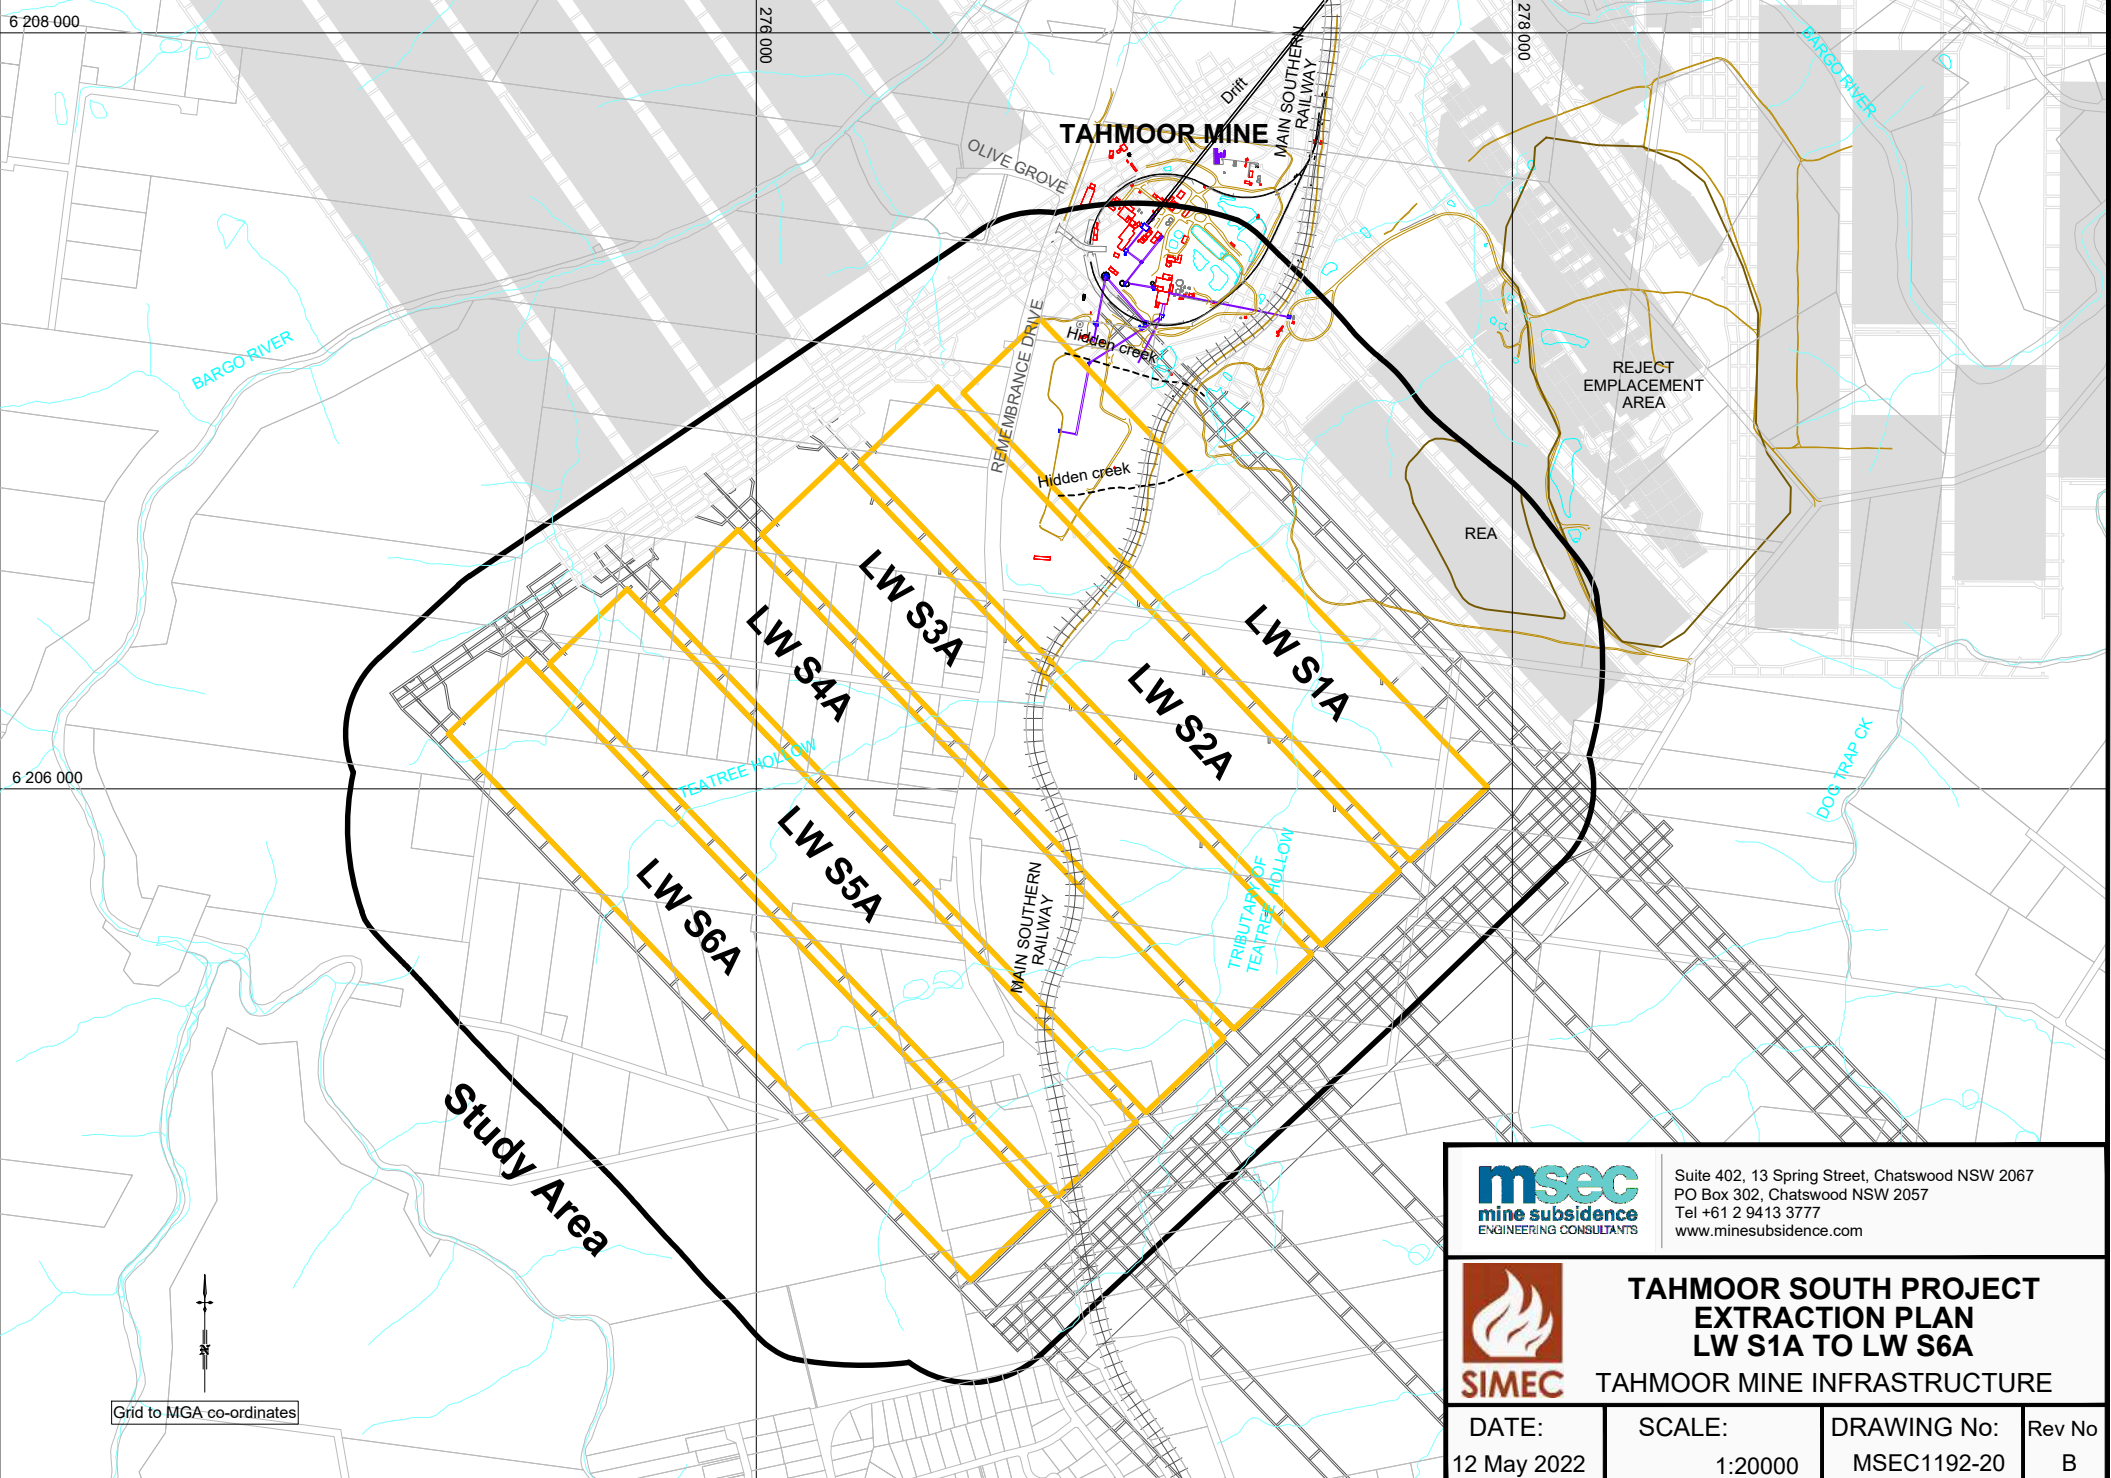 6 208 000
276 000
278 000
BARGO RIVER
Drift
MAIN SOUTHERN
RAILWAY
TAHMOOR MINE
OLIVE GROVE
BARGO RIVER
REMEMBRANCE DRIVE
Hidden creek
REJECT
EMPLACEMENT
AREA
Hidden creek
REA
LW S3A
LW S4A
LW S1A
LW S2A
6 206 000
TEATREE HOLLOW
DOG TRAP CK
LW S5A
LW S6A
MAIN SOUTHERN
RAILWAY
TRIBUTARY OF
TEATREE HOLLOW
Study Area
N
Grid to MGA co-ordinates
msec
mine subsidence
ENGINEERING CONSULTANTS
Suite 402, 13 Spring Street, Chatswood NSW 2067
PO Box 302, Chatswood NSW 2057
Tel +61 2 9413 3777
www.minesubsidence.com
SIMEC
TAHMOOR SOUTH PROJECT
EXTRACTION PLAN
LW S1A TO LW S6A
TAHMOOR MINE INFRASTRUCTURE
DATE:
12 May 2022
SCALE:
1:20000
DRAWING No:
MSEC1192-20
Rev No
B